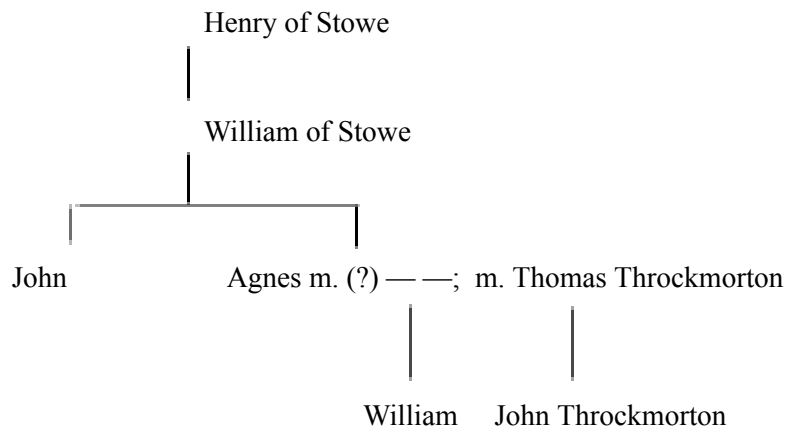 Henry of Stowe
William of Stowe
John Agnes m. (?) — —; m. Thomas Throckmorton
William John Throckmorton